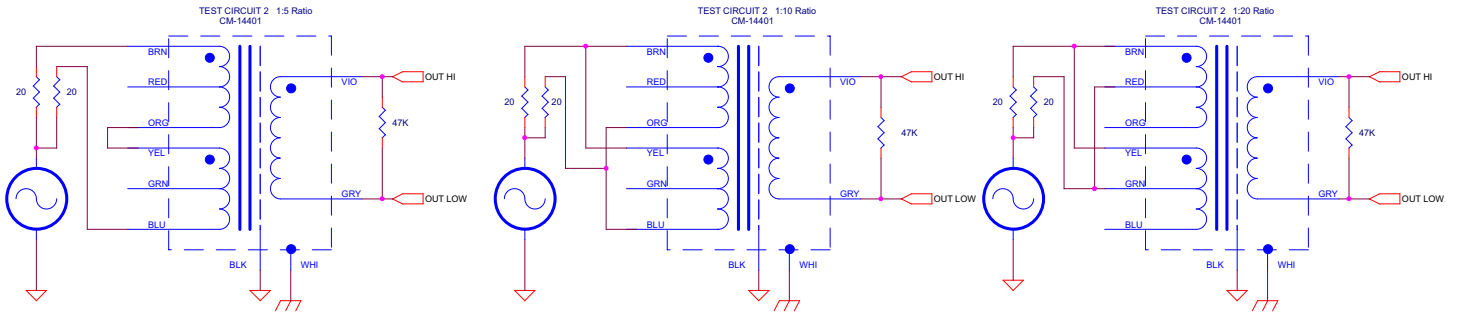 TEST CIRCUIT 2 1:5 Ratio
CM-14401
BRN
RED
ORG
YEL
GRN
BLU
VIO
GRY
OUT HI
OUT LOW
20
20
47K
BLK
WHI
TEST CIRCUIT 2 1:10 Ratio
CM-14401
BRN
RED
ORG
YEL
GRN
BLU
VIO
GRY
OUT HI
OUT LOW
20
20
47K
BLK
WHI
TEST CIRCUIT 2 1:20 Ratio
CM-14401
BRN
RED
ORG
YEL
GRN
BLU
VIO
GRY
OUT HI
OUT LOW
20
20
47K
BLK
WHI